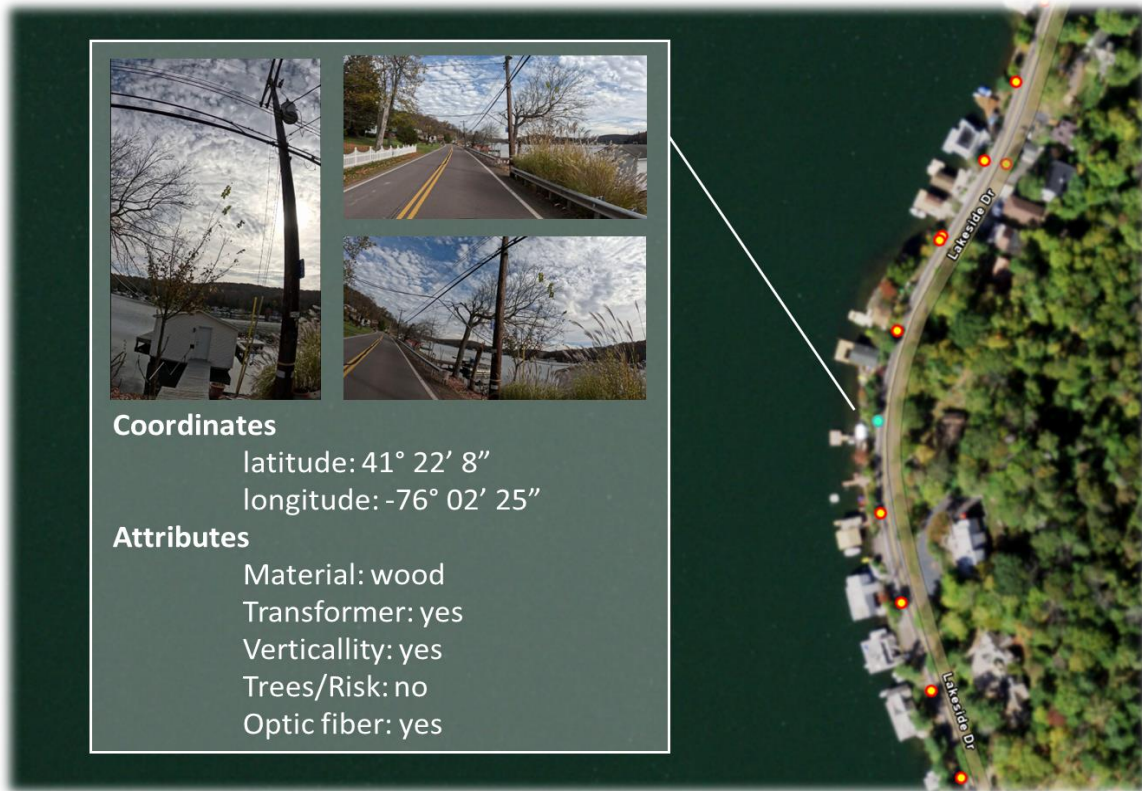 Coordinates
latitude: 41° 22’ 8”
longitude: -76° 02’ 25”
Attributes
Material: wood
Transformer: yes
Verticallity: yes
Trees/Risk: no
Optic fiber: yes
Lakeside Dr
Lakeside Dr